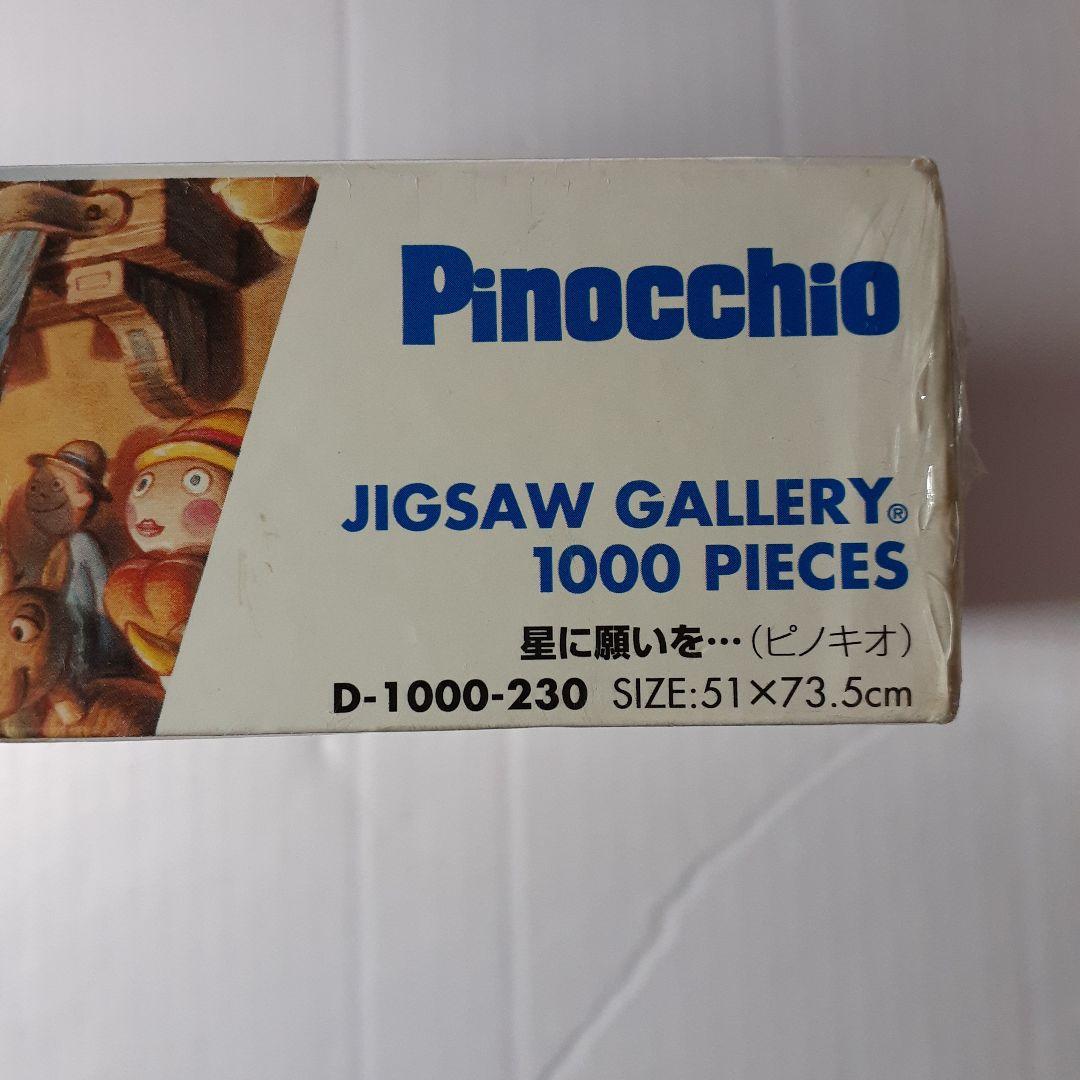 Pinocchio
JIGSAW GALLERY®
1000 PIECES
星に願いを…(ピノキオ)
D-1000-230 SIZE:51×73.5cm